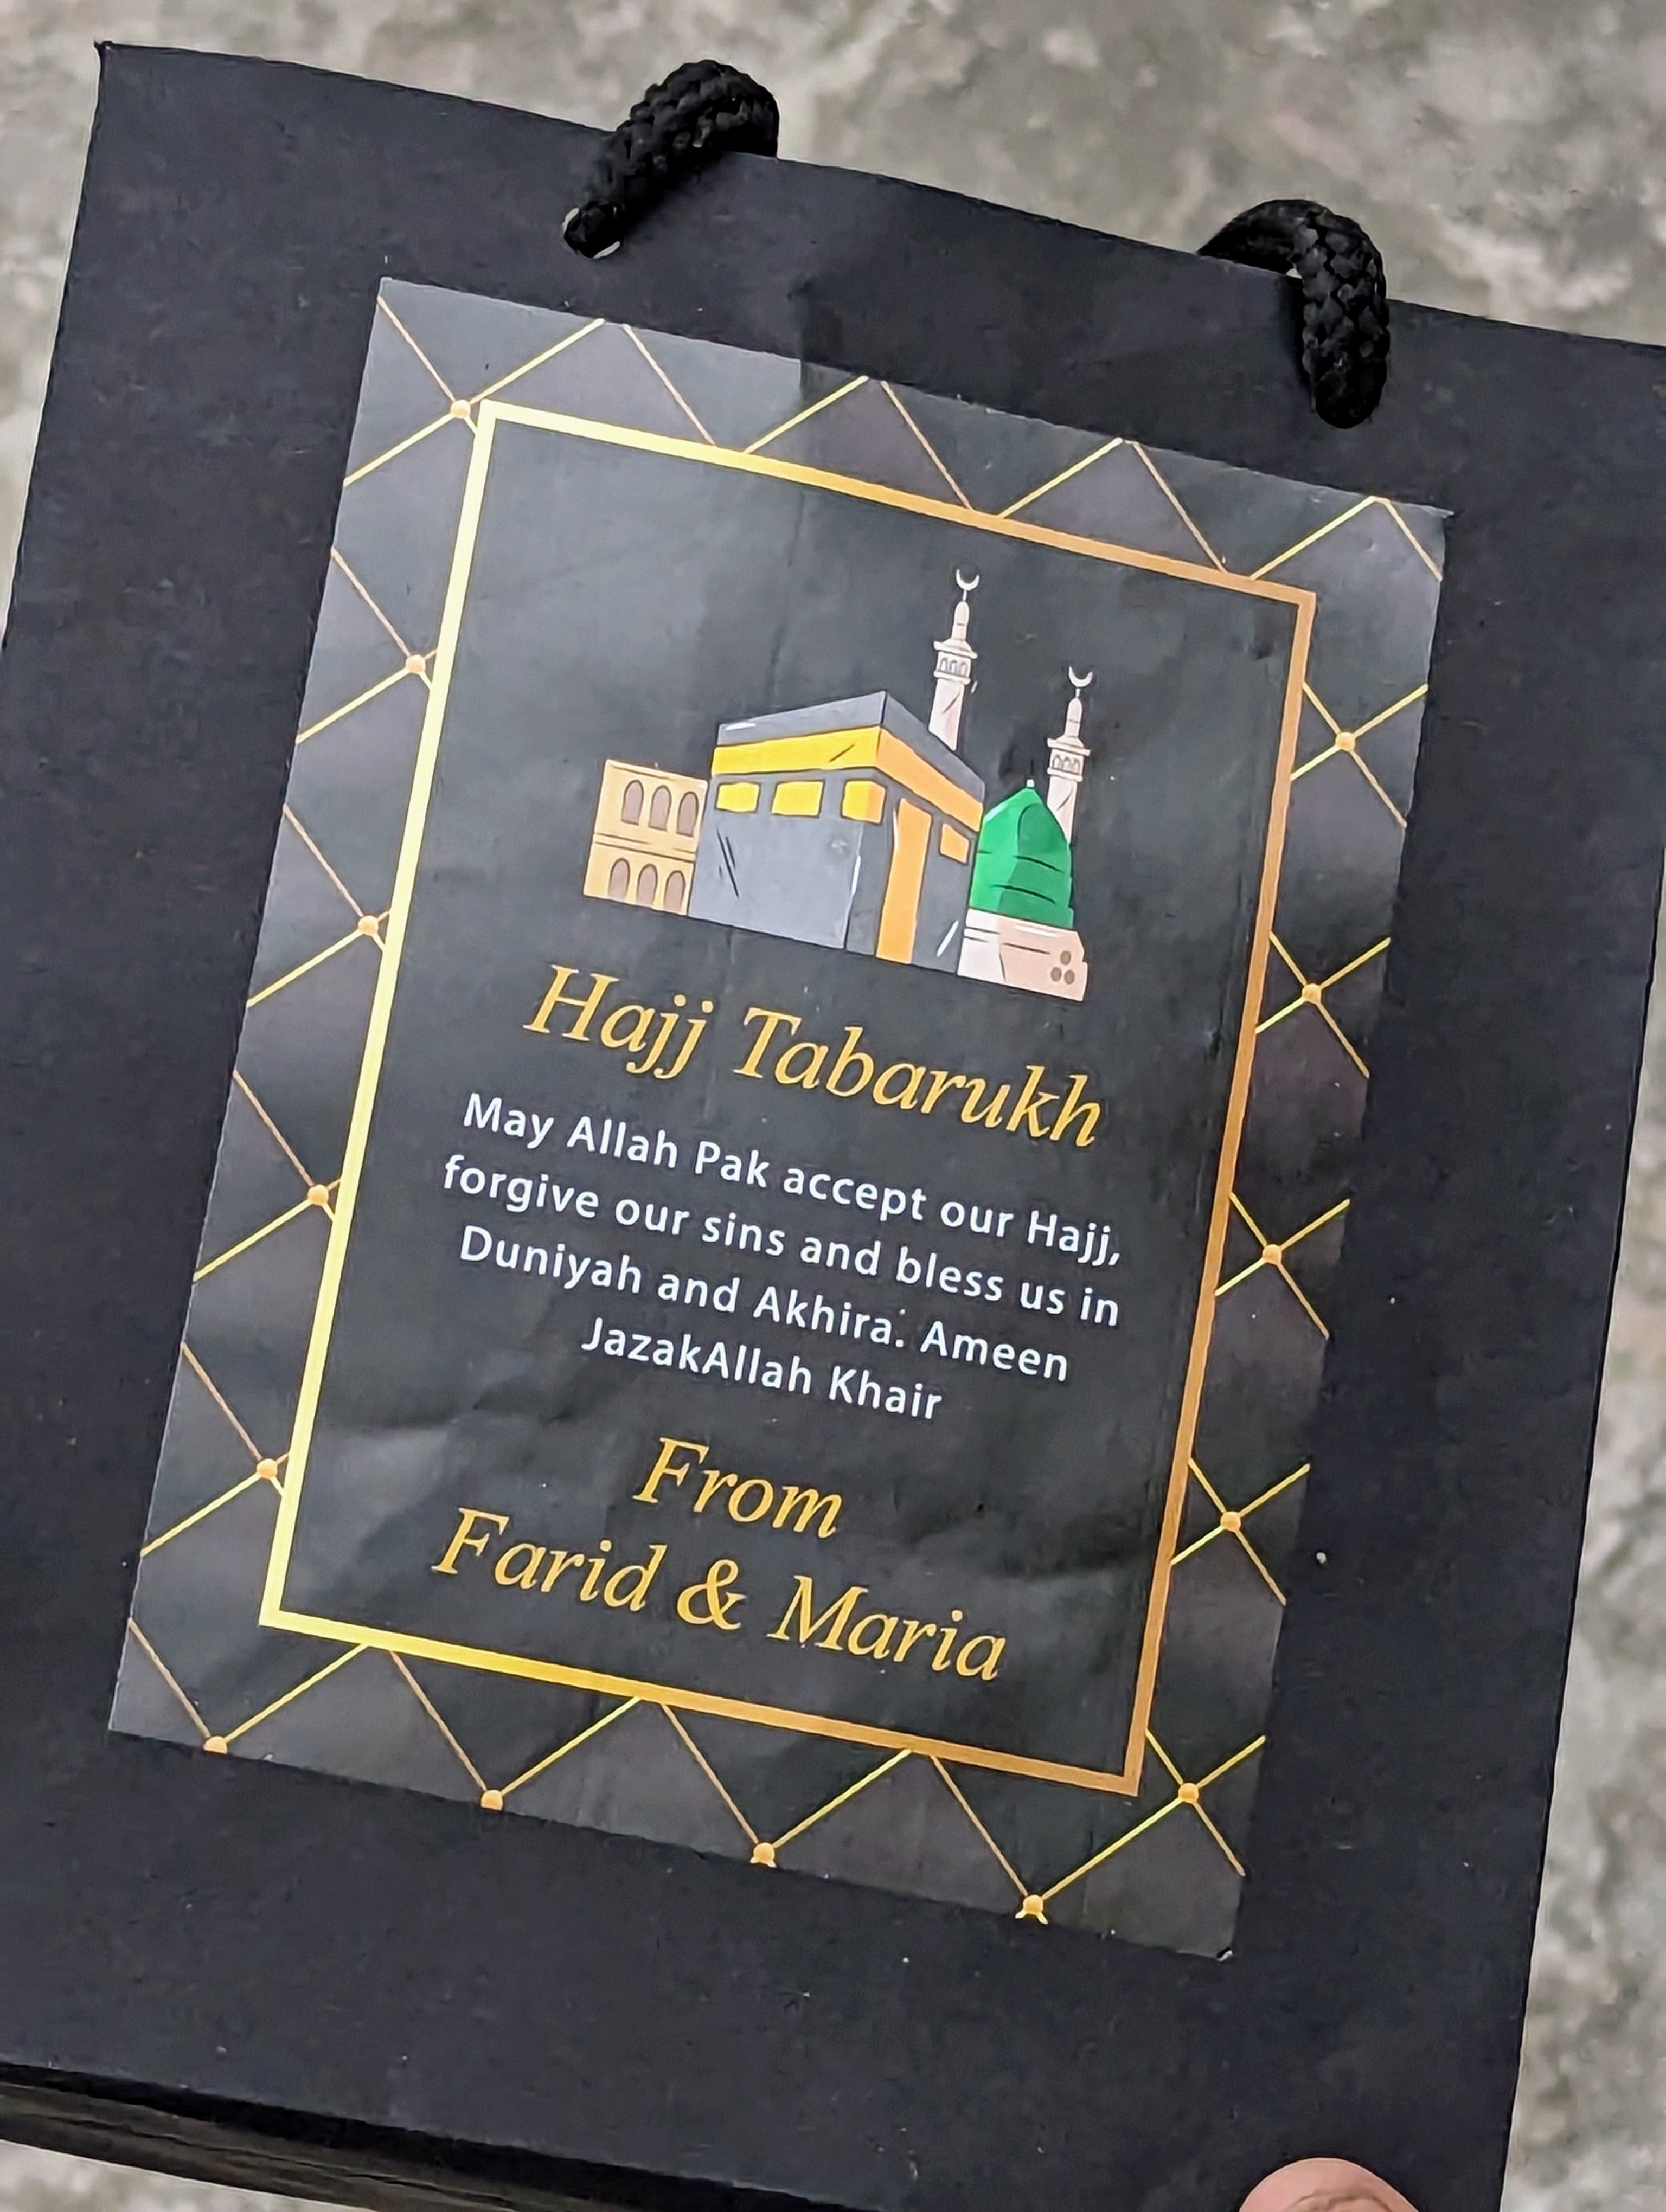 Hajj Tabarukh
May Allah Pak accept our Hajj,
forgive our sins and bless us in
Duniyah and Akhira. Ameen
JazakAllah Khair
From
Farid & Maria